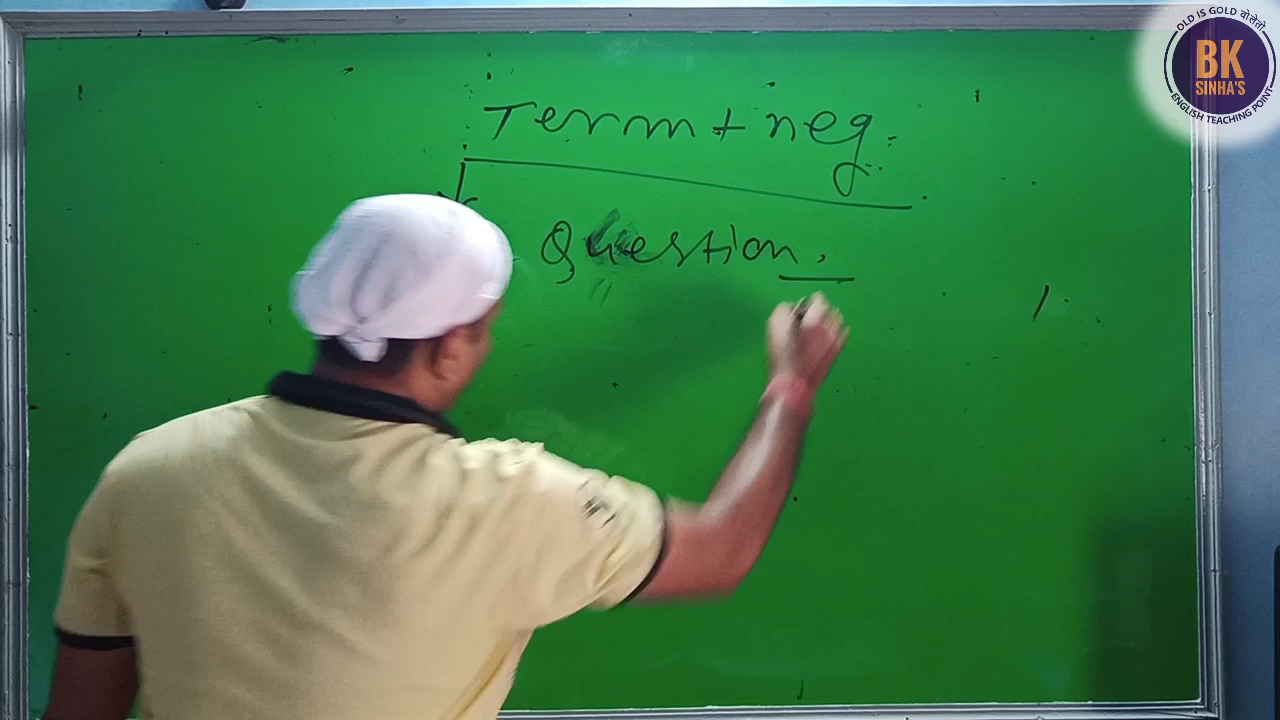 Term + neg.
Question.
OLD IS GOLD बोलेतो
BK
SINHA'S
ENGLISH TEACHING POINT